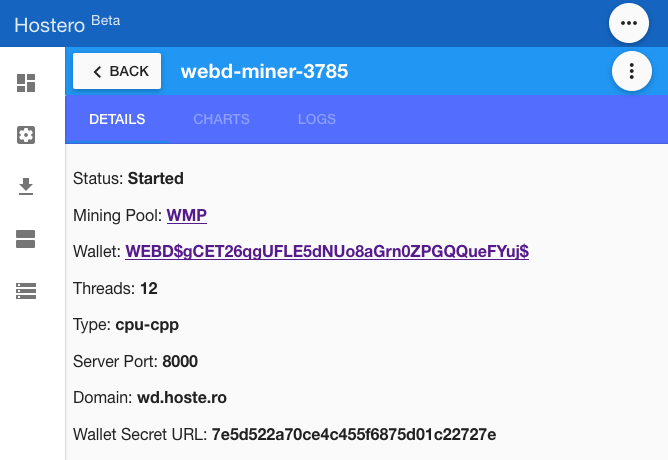 Hostero Beta
BACK webd-miner-3785
DETAILS CHARTS LOGS
Status: Started
Mining Pool: WMP
Wallet: WEBD$gCET26qgUFLE5dNUo8aGrn0ZPGQQueFYuj$
Threads: 12
Type: cpu-cpp
Server Port: 8000
Domain: wd.hoste.ro
Wallet Secret URL: 7e5d522a70ce4c455f6875d01c22727e